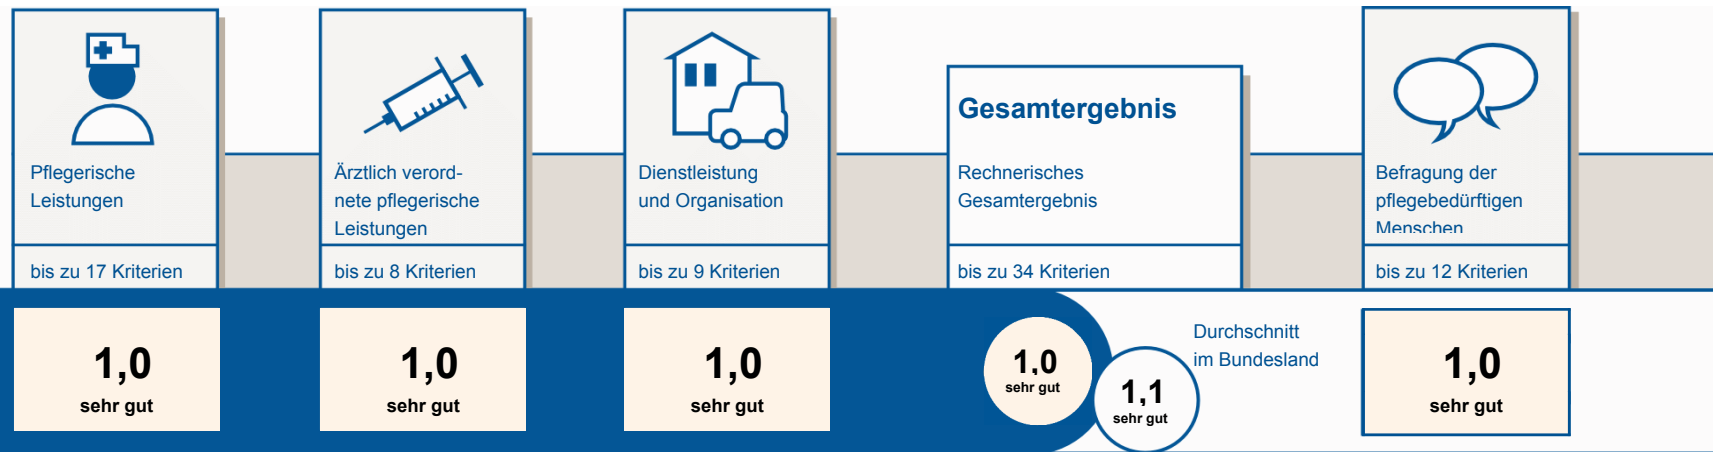 Pflegerische
Leistungen
bis zu 17 Kriterien
1,0
sehr gut
Ärztlich verord-
nete pflegerische
Leistungen
bis zu 8 Kriterien
1,0
sehr gut
Dienstleistung
und Organisation
bis zu 9 Kriterien
1,0
sehr gut
Gesamtergebnis
Rechnerisches
Gesamtergebnis
bis zu 34 Kriterien
1,0
sehr gut
1,1
sehr gut
Durchschnitt
im Bundesland
Befragung der
pflegebedürftigen
Menschen
bis zu 12 Kriterien
1,0
sehr gut